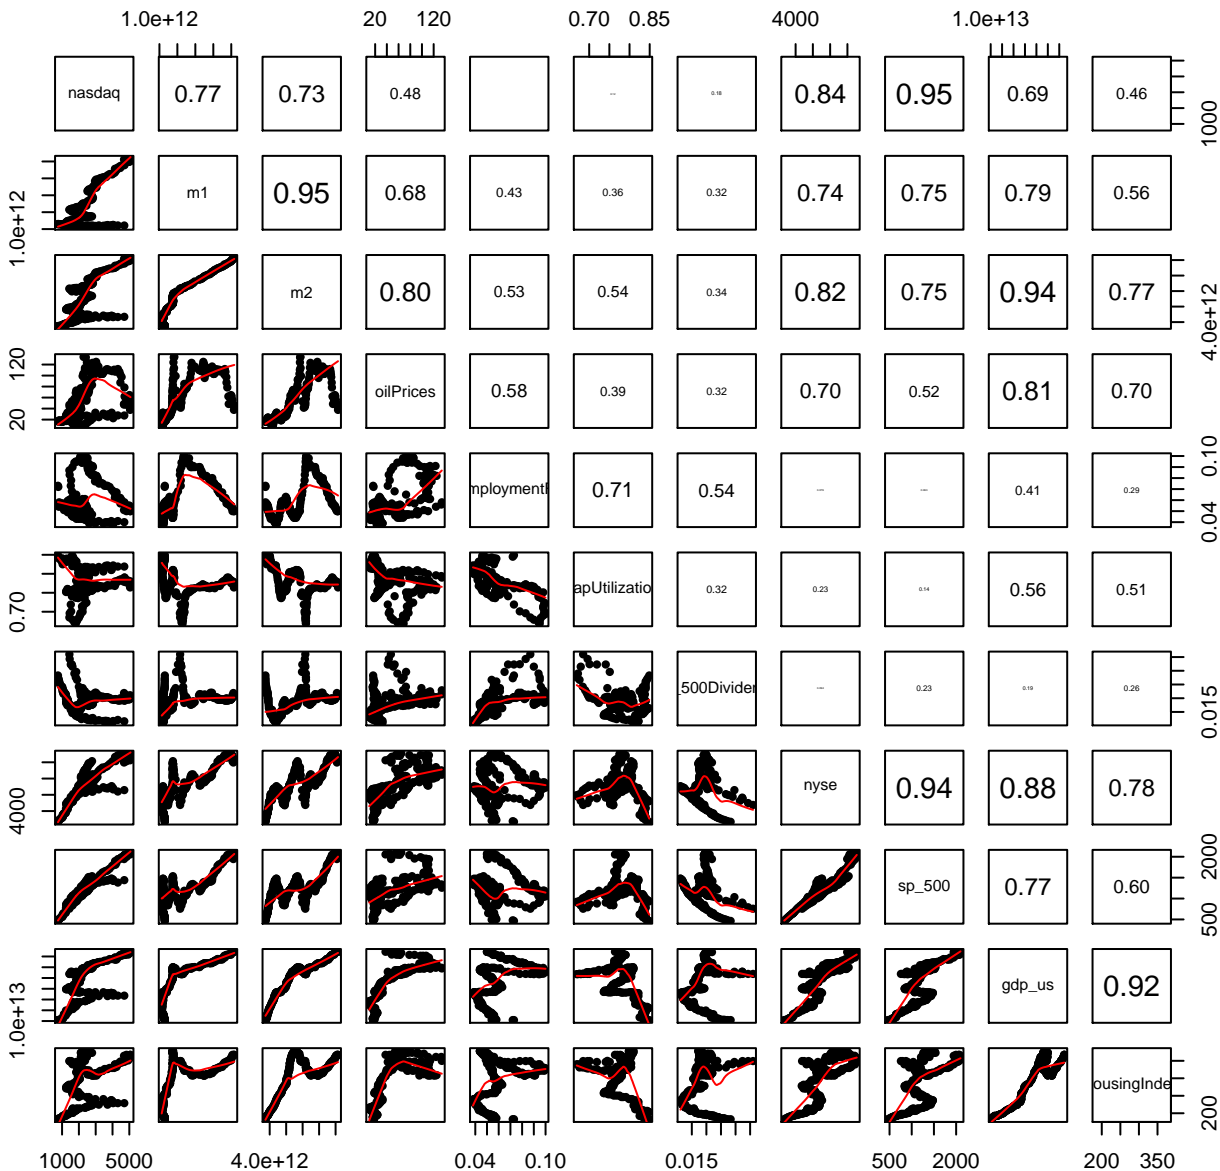 1.0e+12 20 120 0.70 0.85 4000 1.0e+13
nasdaq 0.77 0.73 0.48 0.18 0.84 0.95 0.69 0.46 1000
1.0e+12 m1 0.95 0.68 0.43 0.36 0.32 0.74 0.75 0.79 0.56
m2 0.80 0.53 0.54 0.34 0.82 0.75 0.94 0.77 4.0e+12
20 120 oilPrices 0.58 0.39 0.32 0.70 0.52 0.81 0.70
mploymentF 0.71 0.54 0.41 0.29 0.04 0.10
0.70 apUtilizatio 0.32 0.23 0.14 0.56 0.51
_500Divider 0.23 0.19 0.26 0.015
4000 nyse 0.94 0.88 0.78
sp_500 0.77 0.60 500 2000
1.0e+13 gdp_us 0.92
ousingInde 200
1000 5000 4.0e+12 0.04 0.10 0.015 500 2000 200 350